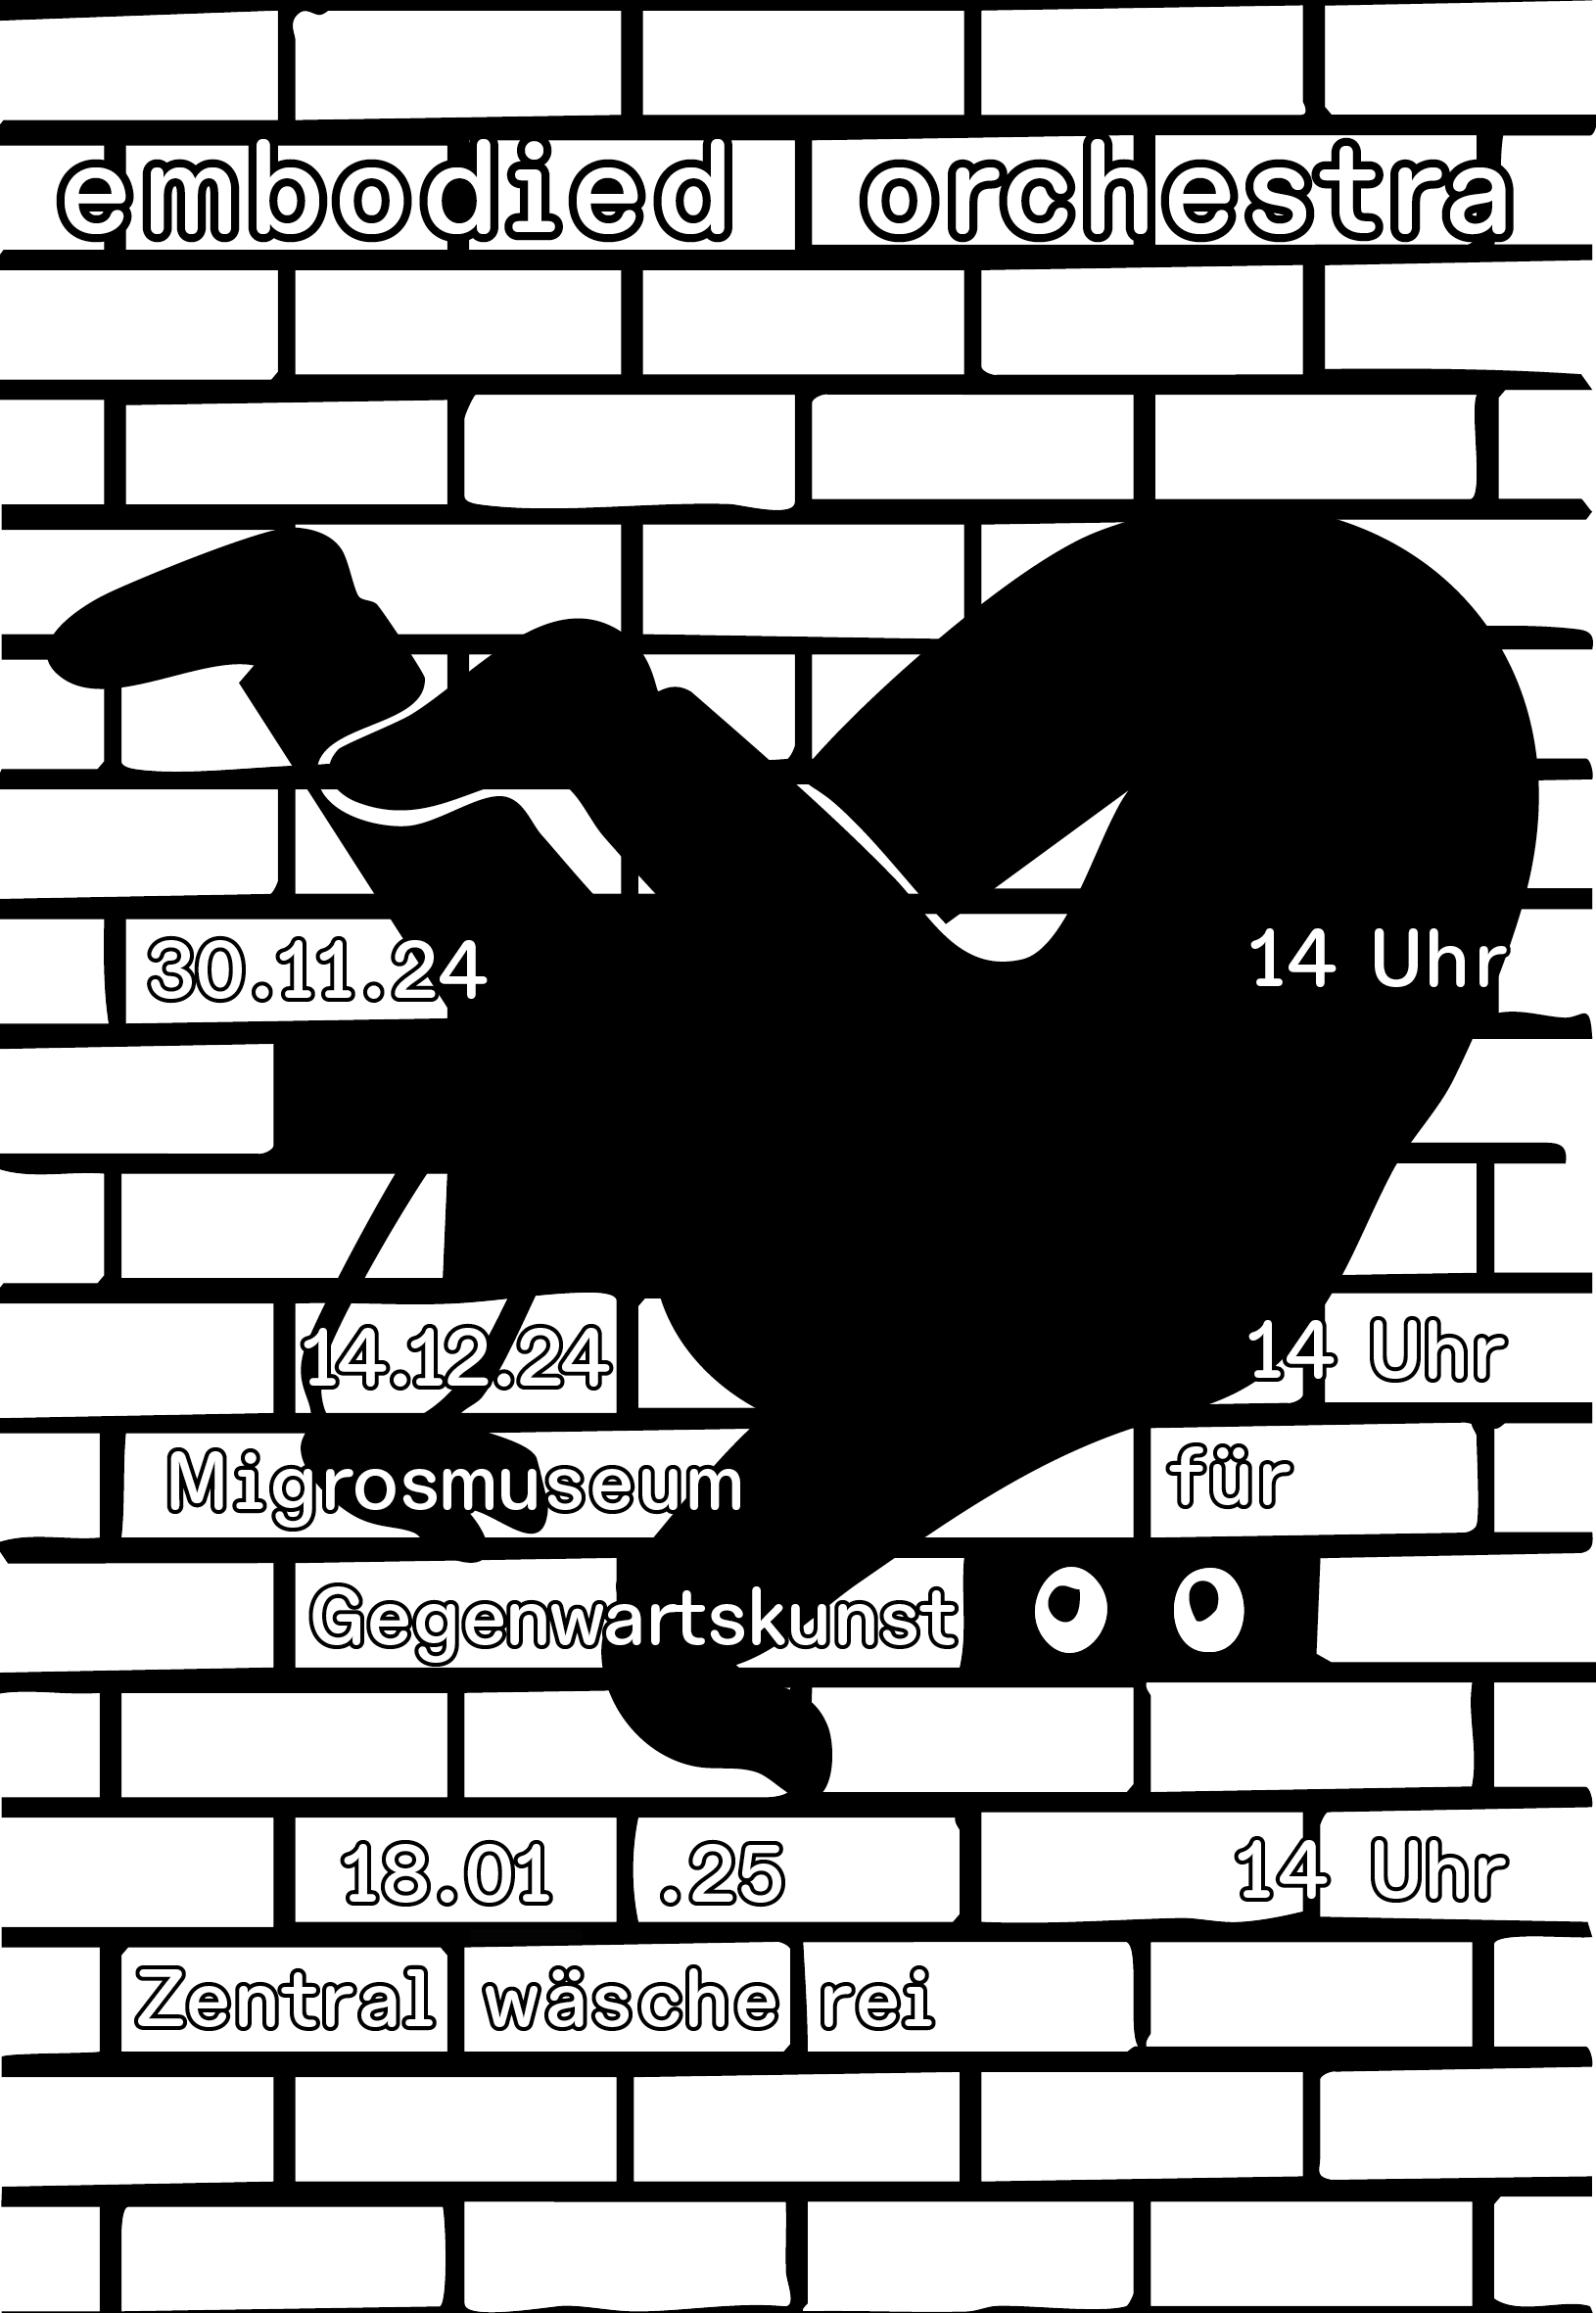 embodied orchestra
30.11.24 14 Uhr
14.12.24 14 Uhr
Migrosmuseum für
Gegenwartskunst
18.01 .25 14 Uhr
Zentral wäsche rei